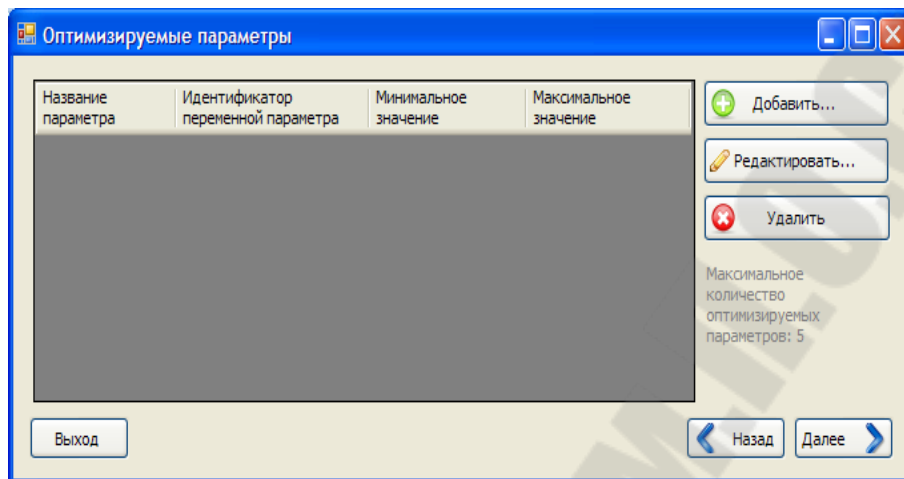 Оптимизируемые параметры
Название параметра
Идентификатор переменной параметра
Минимальное значение
Максимальное значение
Добавить...
Редактировать...
Удалить
Максимальное
количество
оптимизируемых
параметров: 5
Выход
Назад
Далее